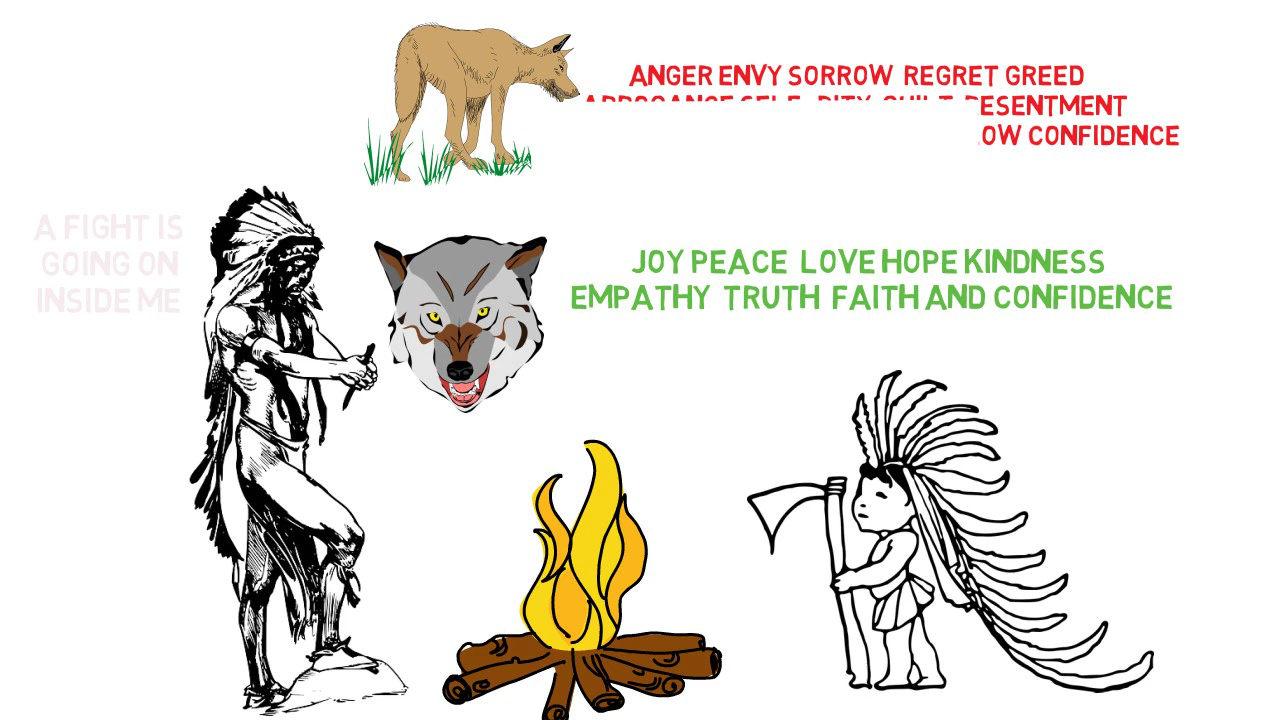 ANGER ENVY SORROW REGRET GREED
RESENTMENT
CONFIDENCE
A FIGHT IS
GOING ON
INSIDE ME
JOY PEACE LOVE HOPE KINDNESS
EMPATHY TRUTH FAITH AND CONFIDENCE